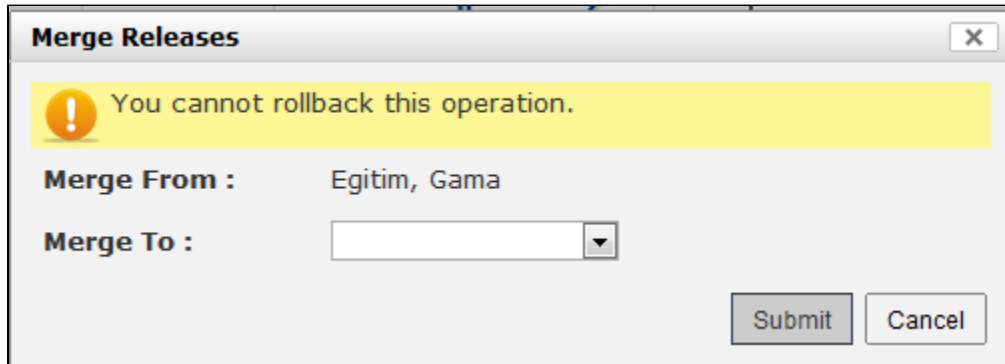 Merge Releases
You cannot rollback this operation.
Merge From : Egitim, Gama
Merge To :
Submit Cancel